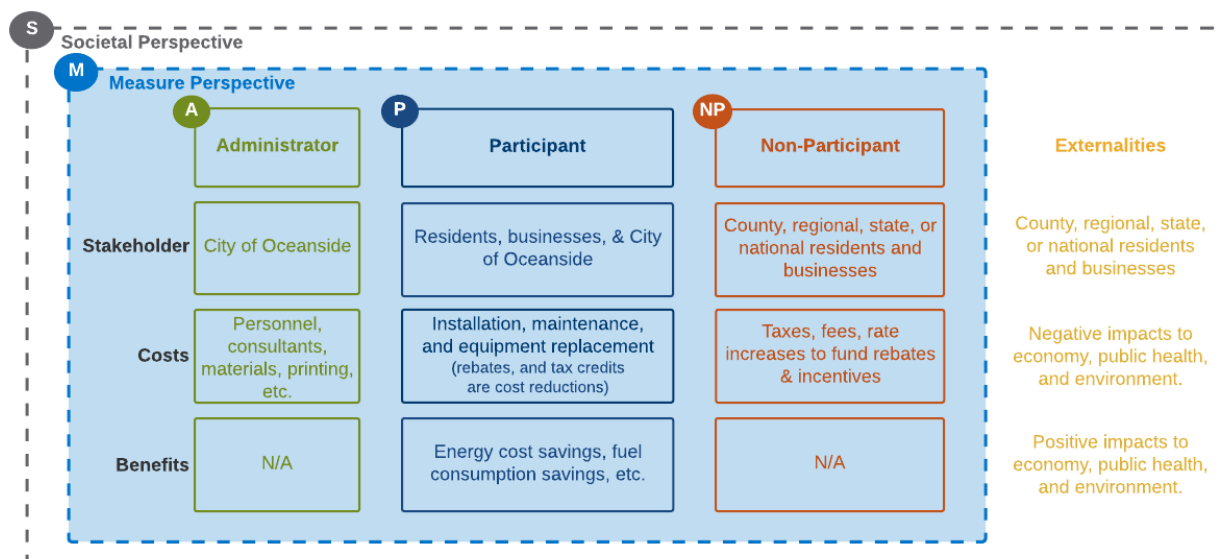 S
Societal Perspective
M
Measure Perspective
A
Administrator
P
Participant
NP
Non-Participant
Externalities
Stakeholder
City of Oceanside
Residents, businesses, & City
of Oceanside
County, regional, state, or
national residents and
businesses
County, regional, state,
or national residents
and businesses
Costs
Personnel,
consultants,
materials, printing,
etc.
Installation, maintenance,
and equipment replacement
(rebates, and tax credits
are cost reductions)
Taxes, fees, rate
increases to fund rebates
& incentives
Negative impacts to
economy, public health,
and environment.
Benefits
N/A
Energy cost savings, fuel
consumption savings, etc.
N/A
Positive impacts to
economy, public health,
and environment.